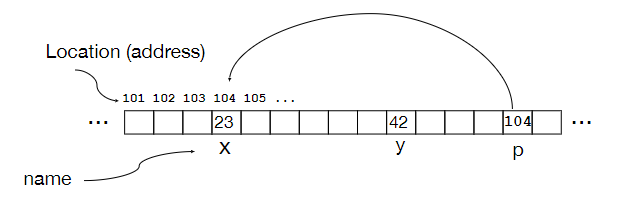 Location (address)
101 102 103 104 105 ...
... 23 42 104 ...
x y p
name